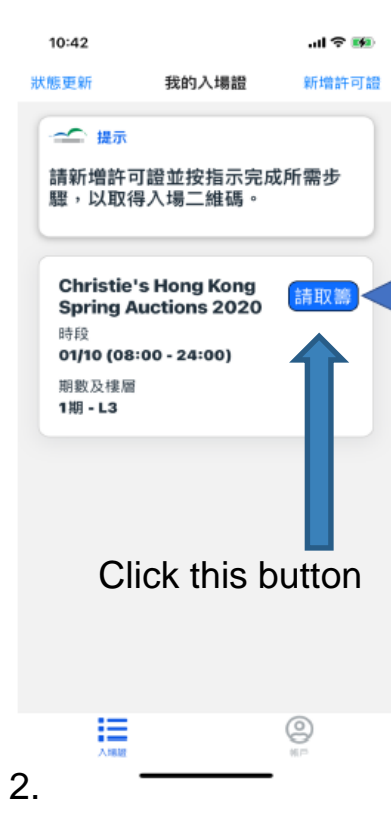 10:42
狀態更新 我的入場證 新增許可證
提示
請新增許可證並按指示完成所需步
驟，以取得入場二維碼。
Christie's Hong Kong
Spring Auctions 2020
請取籌
時段
01/10 (08:00 - 24:00)
期數及樓層
1期 - L3
Click this button
入場證 帳戶
2.